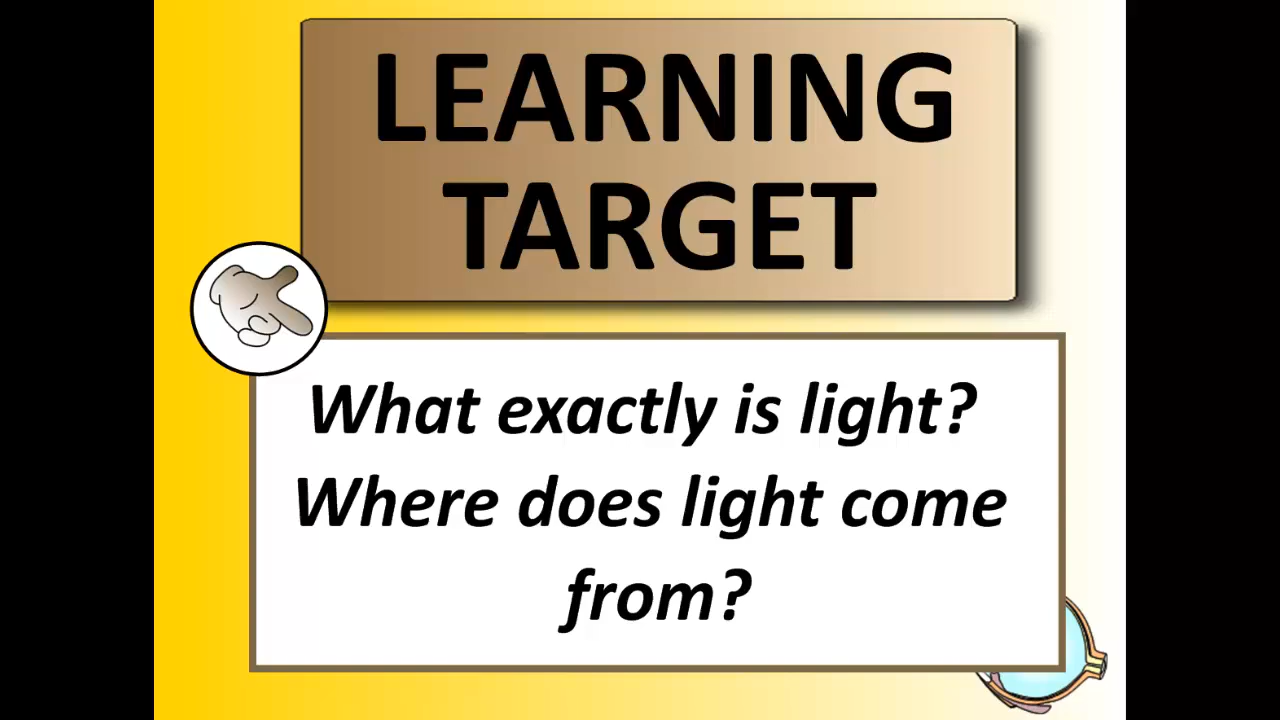 LEARNING
TARGET
What exactly is light?
Where does light come
from?